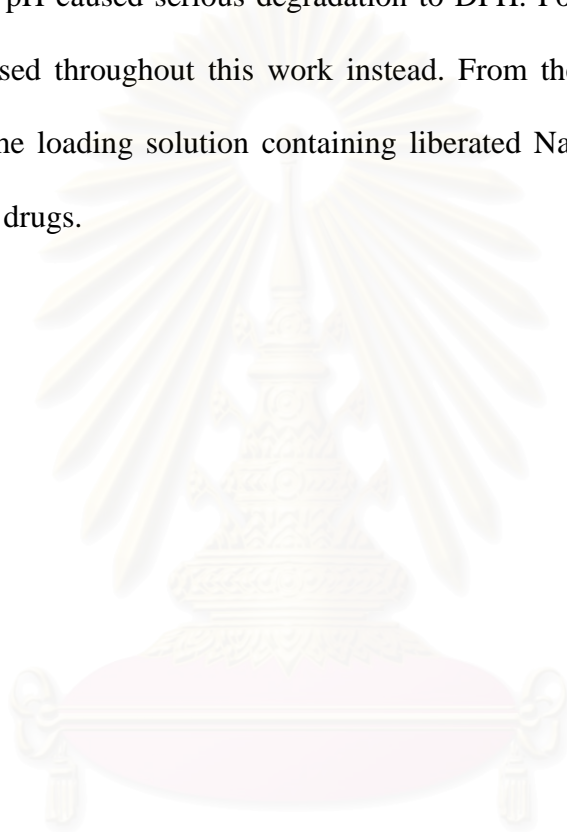 pH caused serious degradation to DPH. Fo
sed throughout this work instead. From the
ne loading solution containing liberated Na
drugs.